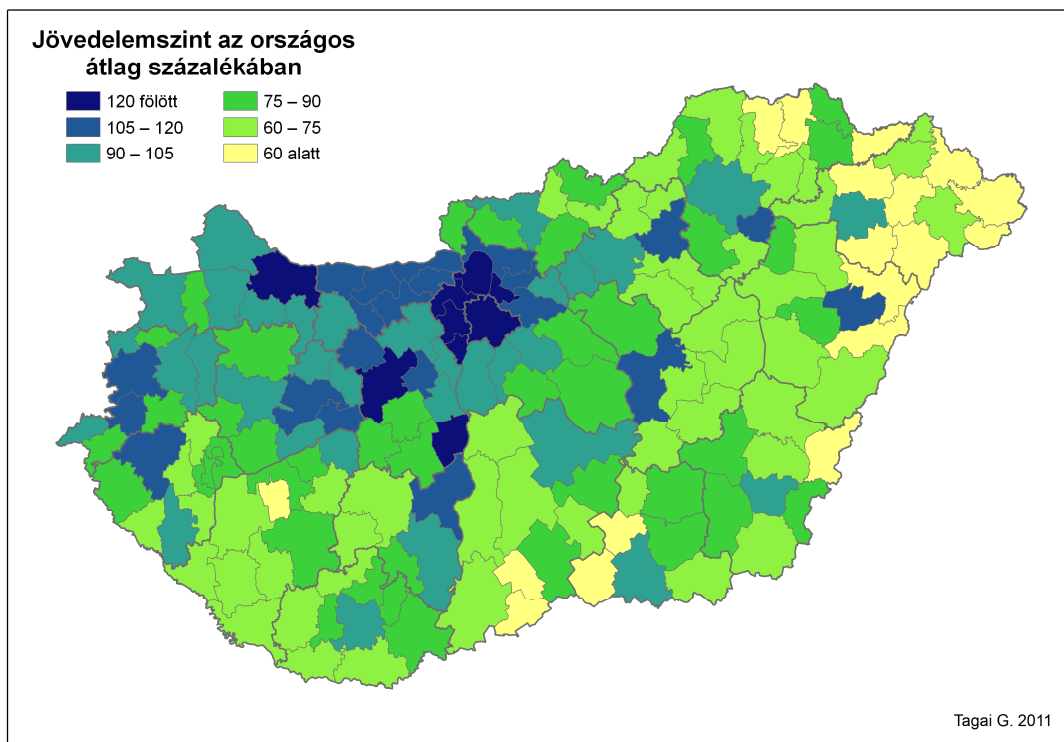 Jövedelemszint az országos
átlag százalékában
120 fölött
105 – 120
90 – 105
75 – 90
60 – 75
60 alatt
Tagai G. 2011